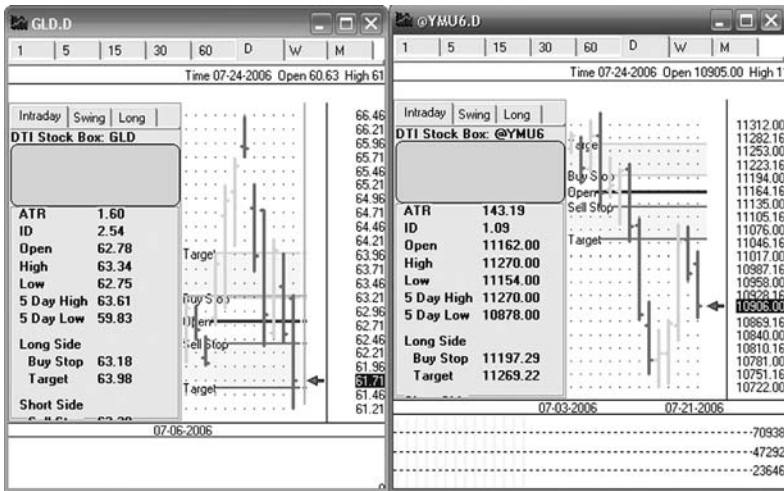 GLD.D
1 5 15 30 60 D W M
Time 07-24-2006 Open 60.63 High 61
Intraday Swing Long
DTI Stock Box: GLD
ATR 1.60
ID 2.54
Open 62.78
High 63.34
Low 62.75
5 Day High 63.61
5 Day Low 59.83
Long Side
Buy Stop 63.18
Target 63.98
Short Side
Target
Buy Stop
Open
Sell Stop
Target
66.46
66.21
65.96
65.71
65.46
65.21
64.96
64.71
64.46
64.21
63.96
63.71
63.46
63.21
62.96
62.71
62.46
62.21
61.96
61.71
61.46
61.21
07-06-2006
@YMU6.D
1 5 15 30 60 D W M
Time 07-24-2006 Open 10905.00 High 1
Intraday Swing Long
DTI Stock Box: @YMU6
ATR 143.19
ID 1.09
Open 11162.00
High 11270.00
Low 11154.00
5 Day High 11270.00
5 Day Low 10878.00
Long Side
Buy Stop 11197.29
Target 11269.22
Target
Buy Stop
Open
Sell Stop
Target
11312.00
11282.16
11253.00
11223.16
11194.00
11164.16
11135.00
11105.16
11076.00
11046.16
11017.00
10987.16
10958.00
10928.16
10906.00
10869.16
10840.00
10810.16
10781.00
10751.16
10722.00
07-03-2006 07-21-2006
70938
47292
23646